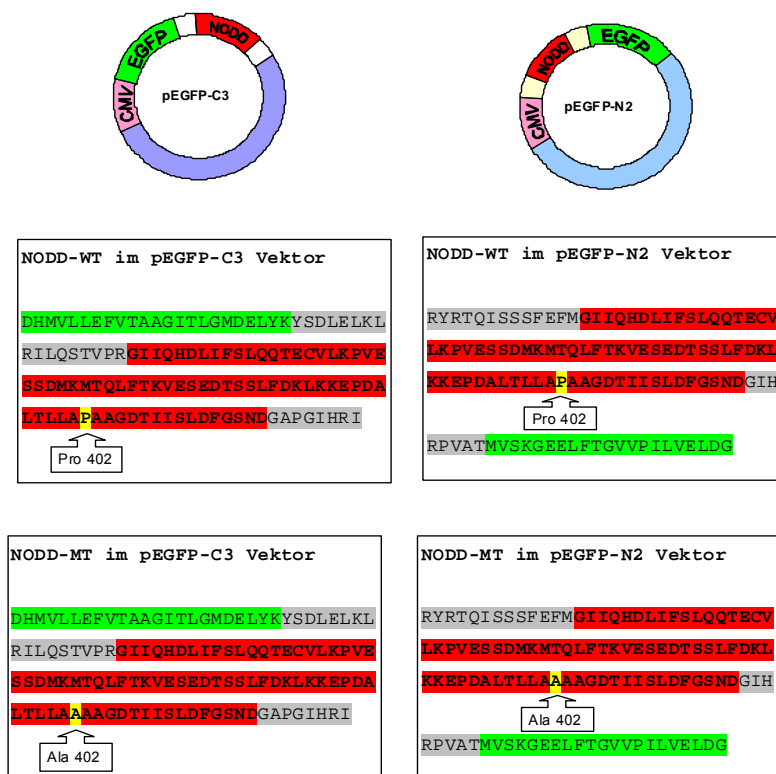 EGFP
NODD
CMV
pEGFP-C3
NODD
EGFP
CMV
pEGFP-N2
NODD-WT im pEGFP-C3 Vektor
DHMVLLEFVTAAGITLGMDELYKYSDLELKL
RILQSTVPRGIIQHDLIFSLQQTECVLKPVE
SSDMKMTQLFTKVESEDTSSLFDKLKKEPDA
LTLLAPAAGDTIISLDFGSNDGAPGIHRI
Pro 402
NODD-WT im pEGFP-N2 Vektor
RYRTQISSSFEFMGIIQHDLIFSLQQTECV
LKPVESSDMKMTQLFTKVESEDTSSLFDKL
KKEPDALTLLAPAAGDTIISLDFGSNDGIH
Pro 402
RPVATMVSKGEELFTGVVPILVELDG
NODD-MT im pEGFP-C3 Vektor
DHMVLLEFVTAAGITLGMDELYKYSDLELKL
RILQSTVPRGIIQHDLIFSLQQTECVLKPVE
SSDMKMTQLFTKVESEDTSSLFDKLKKEPDA
LTLLAAAAGDTIISLDFGSNDGAPGIHRI
Ala 402
NODD-MT im pEGFP-N2 Vektor
RYRTQISSSFEFMGIIQHDLIFSLQQTECV
LKPVESSDMKMTQLFTKVESEDTSSLFDKL
KKEPDALTLLAAAAGDTIISLDFGSNDGIH
Ala 402
RPVATMVSKGEELFTGVVPILVELDG